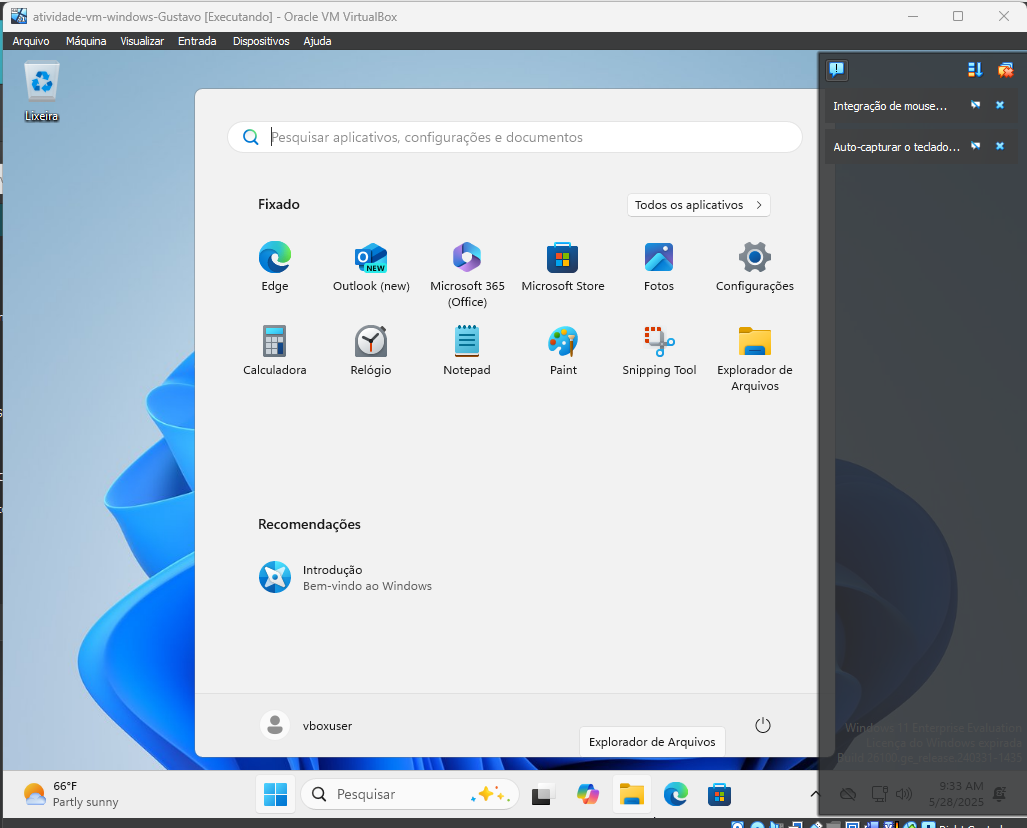 atividade-vm-windows-Gustavo [Executando] - Oracle VM VirtualBox
Arquivo Máquina Visualizar Entrada Dispositivos Ajuda
Lixeira
Integração de mouse...
Auto-capturar o teclado...
Pesquisar aplicativos, configurações e documentos
Fixado
Todos os aplicativos
Edge
Outlook (new)
Microsoft 365
(Office)
Microsoft Store
Fotos
Configurações
NEW
Calculadora
Relógio
Notepad
Paint
Snipping Tool
Explorador de
Arquivos
Recomendações
Introdução
Bem-vindo ao Windows
vboxuser
Explorador de Arquivos
Windows 11 Enterprise Evaluation
Licença do Windows expirada
66°F
Partly sunny
Pesquisar
9:33 AM
5/28/2025